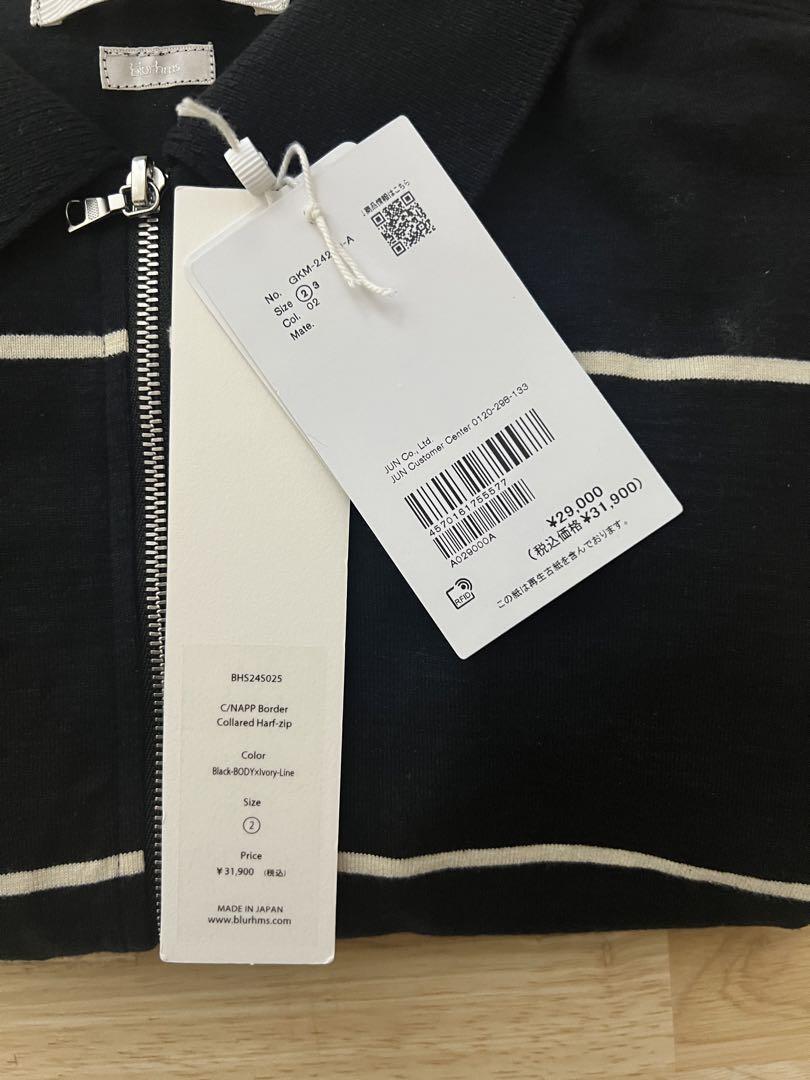 blurhms
↓商品情報はこちら
No. GKM-242
-A
Size ② 3
Col. 02
Mate.
JUN Co., Ltd.
JUN Customer Center 0120-298-133
4570161755577
A029000A
¥29,000
(税込価格¥31,900)
RFID
この紙は再生古紙を含んでおります。
BHS24S025
C/NAPP Border
Collared Harf-zip
Color
Black-BODY×Ivory-Line
Size
②
Price
¥31,900 (税込)
MADE IN JAPAN
www.blurhms.com